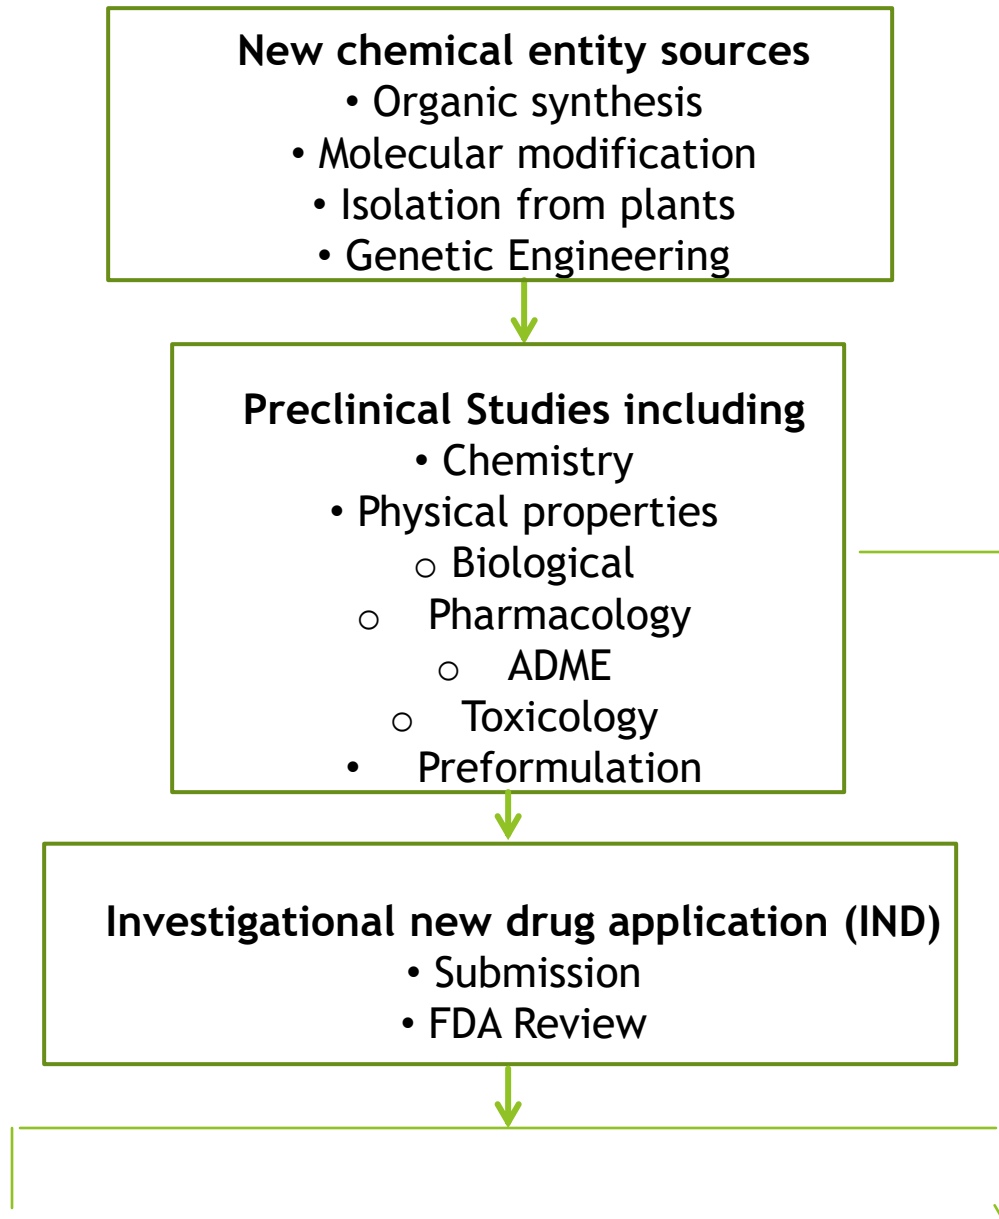 New chemical entity sources
• Organic synthesis
• Molecular modification
• Isolation from plants
• Genetic Engineering
Preclinical Studies including
• Chemistry
• Physical properties
o Biological
o Pharmacology
o ADME
o Toxicology
• Preformulation
Investigational new drug application (IND)
• Submission
• FDA Review